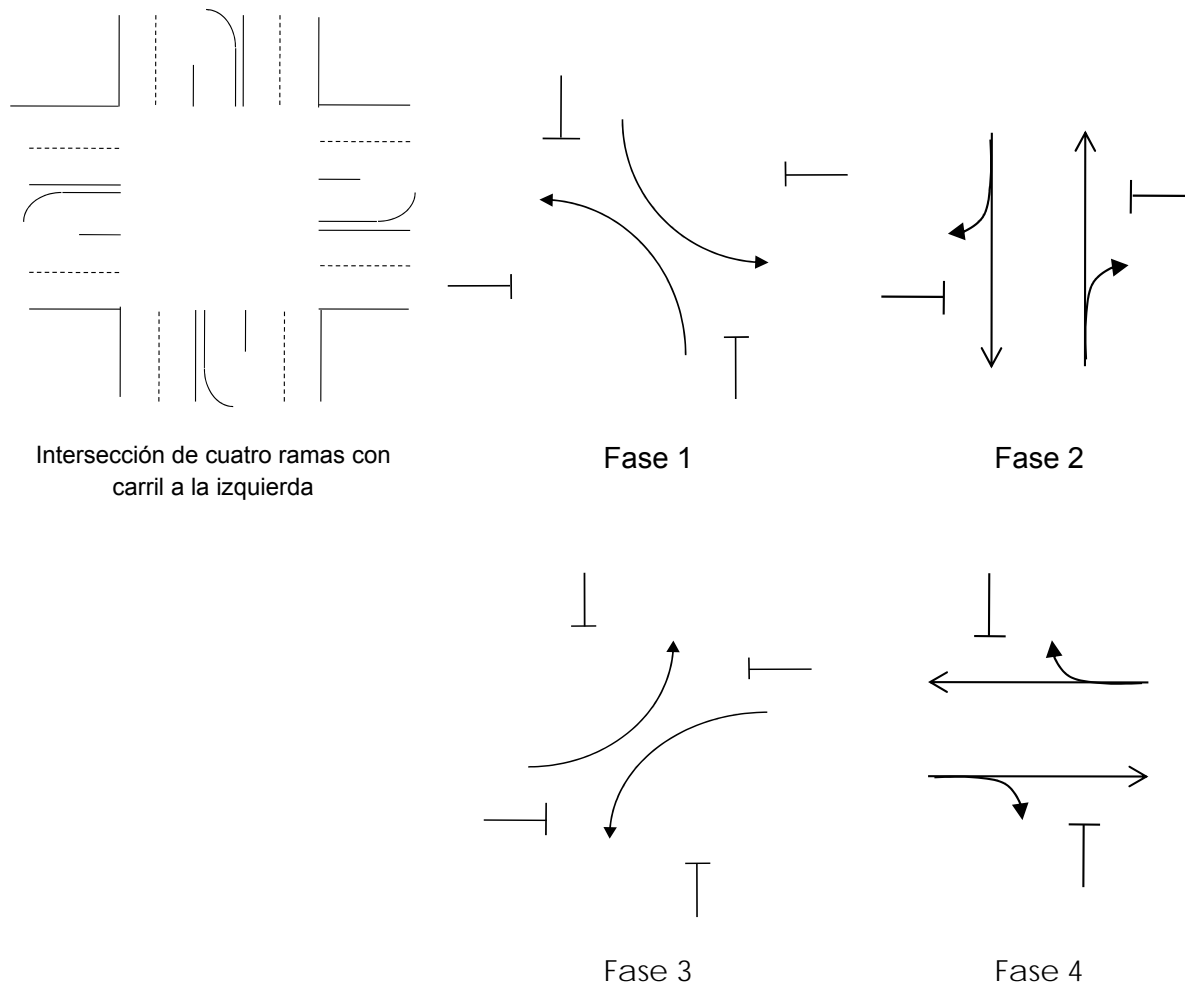 Intersección de cuatro ramas con
carril a la izquierda
Fase 1
Fase 2
Fase 3
Fase 4